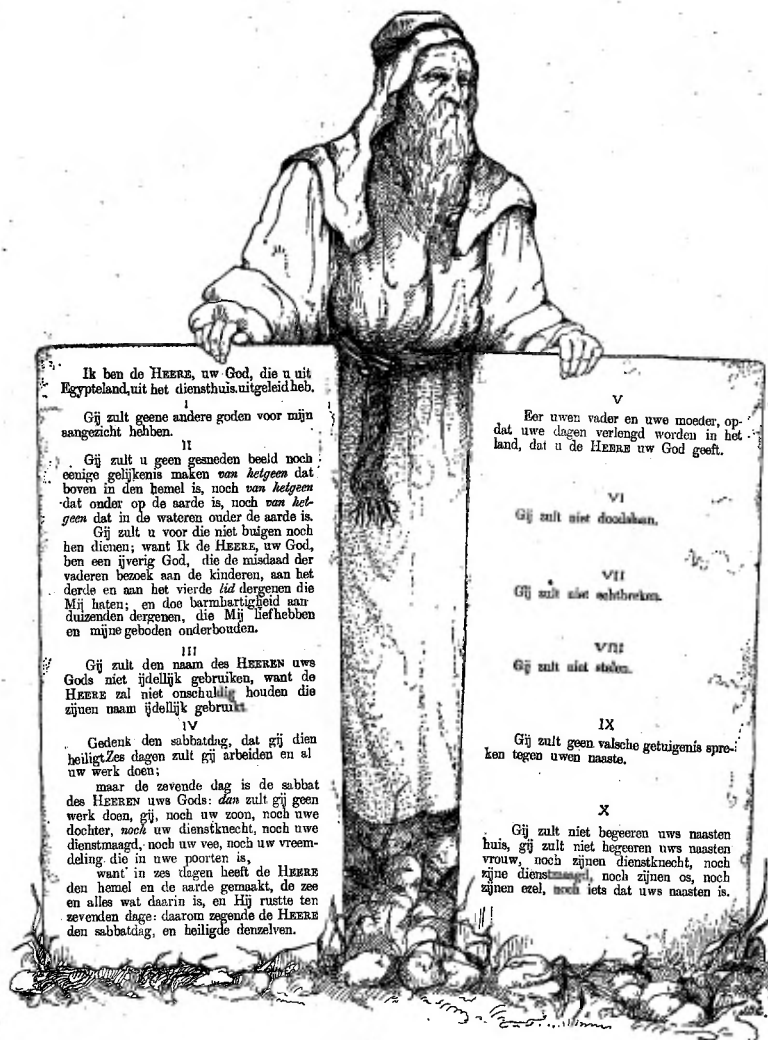 Ik ben de HEERE, uw God, die u uit
Egypteland, uit het diensthuis uitgeleid heb.
I
Gij zult geene andere goden voor mijn
aangezicht hebben.
II
Gij zult u geen gesneden beeld noch
eenige gelijkenis maken van hetgeen dat
boven in den hemel is, noch van hetgeen
dat onder op de aarde is, noch van het-
geen dat in de wateren onder de aarde is.
Gij zult u voor die niet buigen noch
hen dienen; want Ik de HEERE, uw God,
ben een ijverig God, die de misdaad der
vaderen bezoek aan de kinderen, aan het
derde en aan het vierde lid dergenen die
Mij haten; en doe barmhartigheid aan
duizenden dergenen, die Mij liefhebben
en mijne geboden onderhouden.
III
Gij zult den naam des HEEREN uws
Gods niet ijdellijk gebruiken, want de
HEERE zal niet onschuldig houden die
zijnen naam ijdellijk gebruikt
IV
Gedenk den sabbatdag, dat gij dien
heiligt. Zes dagen zult gij arbeiden en al
uw werk doen;
maar de zevende dag is de sabbat
des HEEREN uws Gods: dan zult gij geen
werk doen, gij, noch uw zoon, noch uwe
dochter, noch uw dienstknecht, noch uwe
dienstmaagd, noch uw vee, noch uw vreem-
deling die in uwe poorten is,
want in zes dagen heeft de HEERE
den hemel en de aarde gemaakt, de zee
en alles wat daarin is, en Hij rustte ten
zevenden dage: daarom zegende de HEERE
den sabbatdag, en heiligde denzelven.
V
Eer uwen vader en uwe moeder, op-
dat uwe dagen verlengd worden in het
land, dat u de HEERE uw God geeft.
VI
Gij zult niet doodslaan.
VII
Gij zult niet echtbreken.
VIII
Gij zult niet stelen.
IX
Gij zult geen valsche getuigenis spre-
ken tegen uwen naaste.
X
Gij zult niet begeeren uws naasten
huis, gij zult niet begeeren uws naasten
vrouw, noch zijnen dienstknecht, noch
zijne dienstmaagd, noch zijnen os, noch
zijnen ezel, noch iets dat uws naasten is.